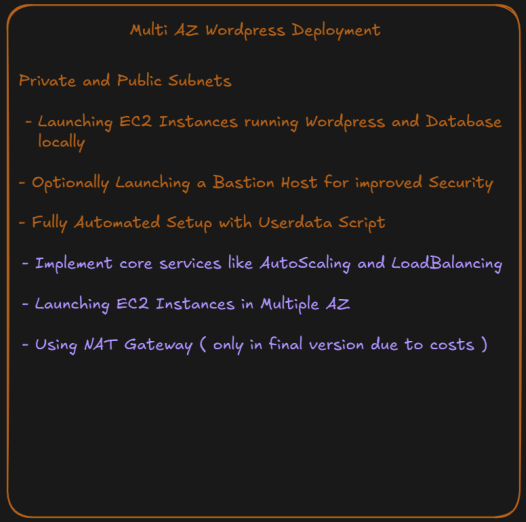 Multi AZ Wordpress Deployment
Private and Public Subnets
- Launching EC2 Instances running Wordpress and Database
locally
- Optionally Launching a Bastion Host for improved Security
- Fully Automated Setup with Userdata Script
- Implement core services like AutoScaling and LoadBalancing
- Launching EC2 Instances in Multiple AZ
- Using NAT Gateway ( only in final version due to costs )